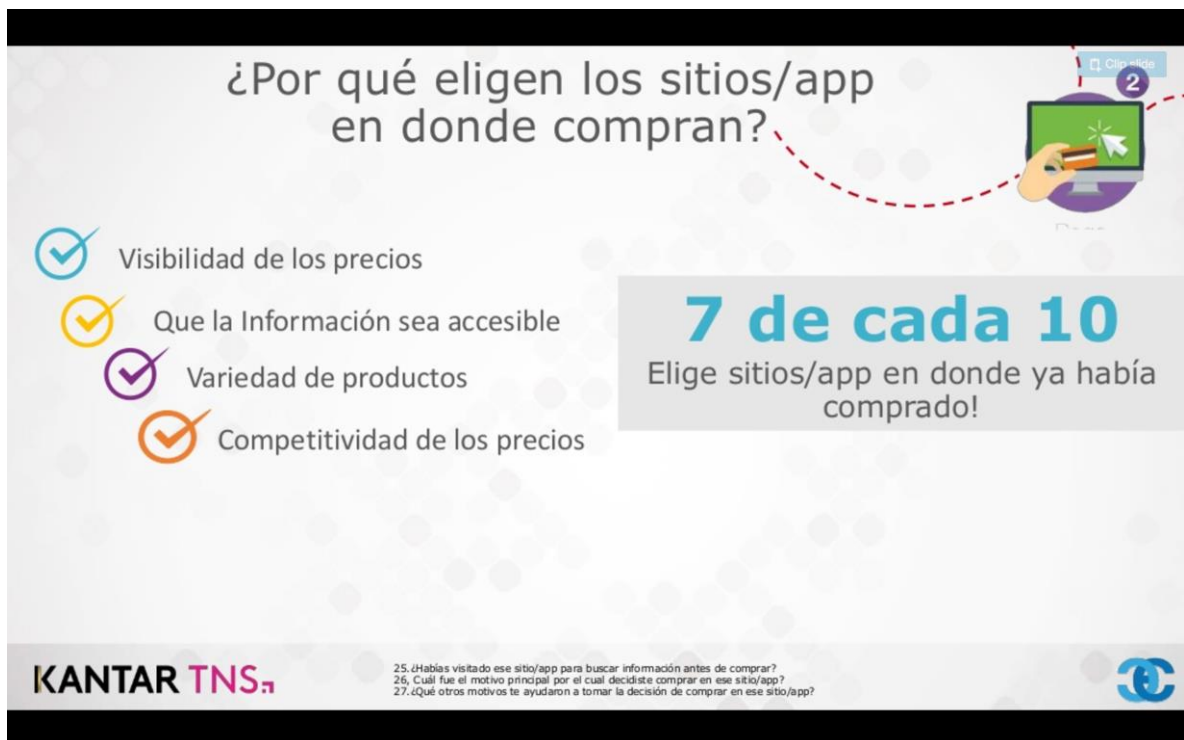 ¿Por qué eligen los sitios/app
en donde compran?
Clip slide
2
Visibilidad de los precios
Que la Información sea accesible
Variedad de productos
Competitividad de los precios
7 de cada 10
Elige sitios/app en donde ya había
comprado!
KANTAR TNS.
25. ¿Habías visitado ese sitio/app para buscar información antes de comprar?
26, Cuál fue el motivo principal por el cual decidiste comprar en ese sitio/app?
27. ¿Qué otros motivos te ayudaron a tomar la decisión de comprar en ese sitio/app?